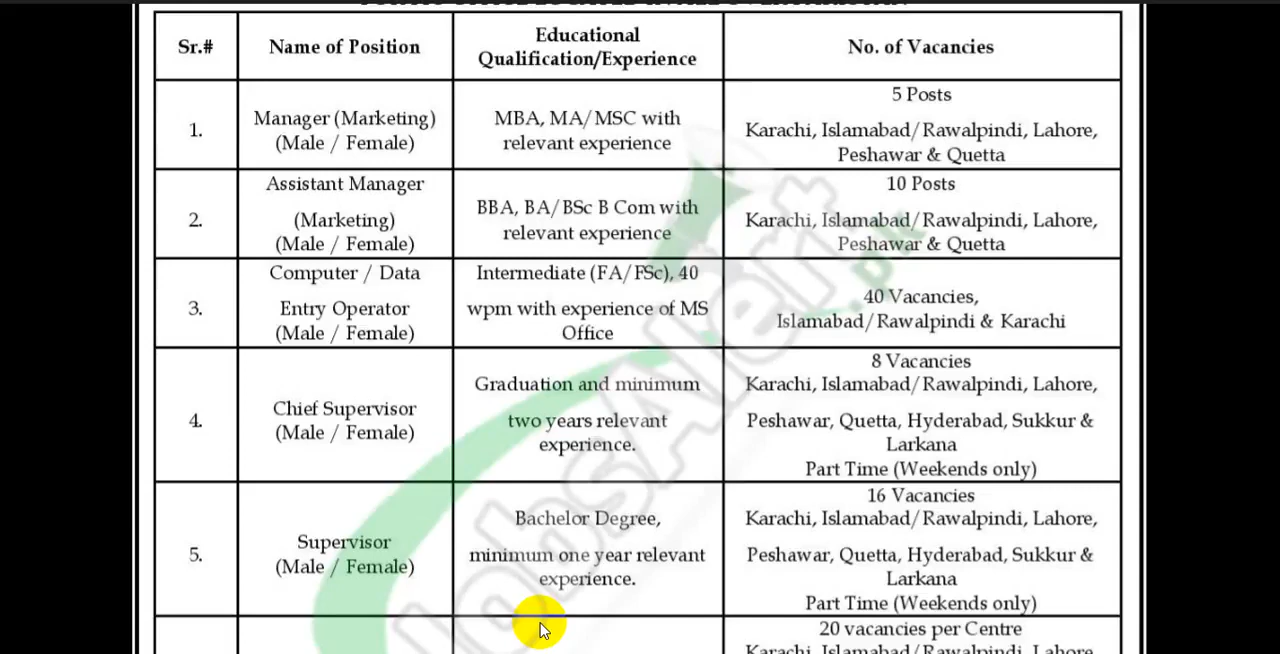 Sr.#
Name of Position
Educational
Qualification/Experience
No. of Vacancies
1.
Manager (Marketing)
(Male / Female)
MBA, MA/MSC with
relevant experience
5 Posts
Karachi, Islamabad/Rawalpindi, Lahore,
Peshawar & Quetta
2.
Assistant Manager
(Marketing)
(Male / Female)
BBA, BA/BSc B Com with
relevant experience
10 Posts
Karachi, Islamabad/Rawalpindi, Lahore,
Peshawar & Quetta
3.
Computer / Data
Entry Operator
(Male / Female)
Intermediate (FA/FSc), 40
wpm with experience of MS
Office
40 Vacancies,
Islamabad/Rawalpindi & Karachi
4.
Chief Supervisor
(Male / Female)
Graduation and minimum
two years relevant
experience.
8 Vacancies
Karachi, Islamabad/Rawalpindi, Lahore,
Peshawar, Quetta, Hyderabad, Sukkur &
Larkana
Part Time (Weekends only)
5.
Supervisor
(Male / Female)
Bachelor Degree,
minimum one year relevant
experience.
16 Vacancies
Karachi, Islamabad/Rawalpindi, Lahore,
Peshawar, Quetta, Hyderabad, Sukkur &
Larkana
Part Time (Weekends only)
20 vacancies per Centre
Karachi, Islamabad/Rawalpindi, Lahore
JobsAlert.pk